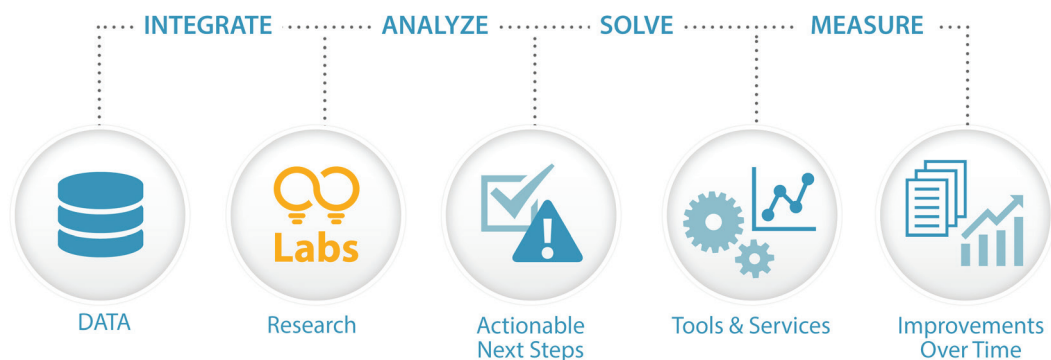 INTEGRATE
ANALYZE
SOLVE
MEASURE
Labs
DATA
Research
Actionable
Next Steps
Tools & Services
Improvements
Over Time